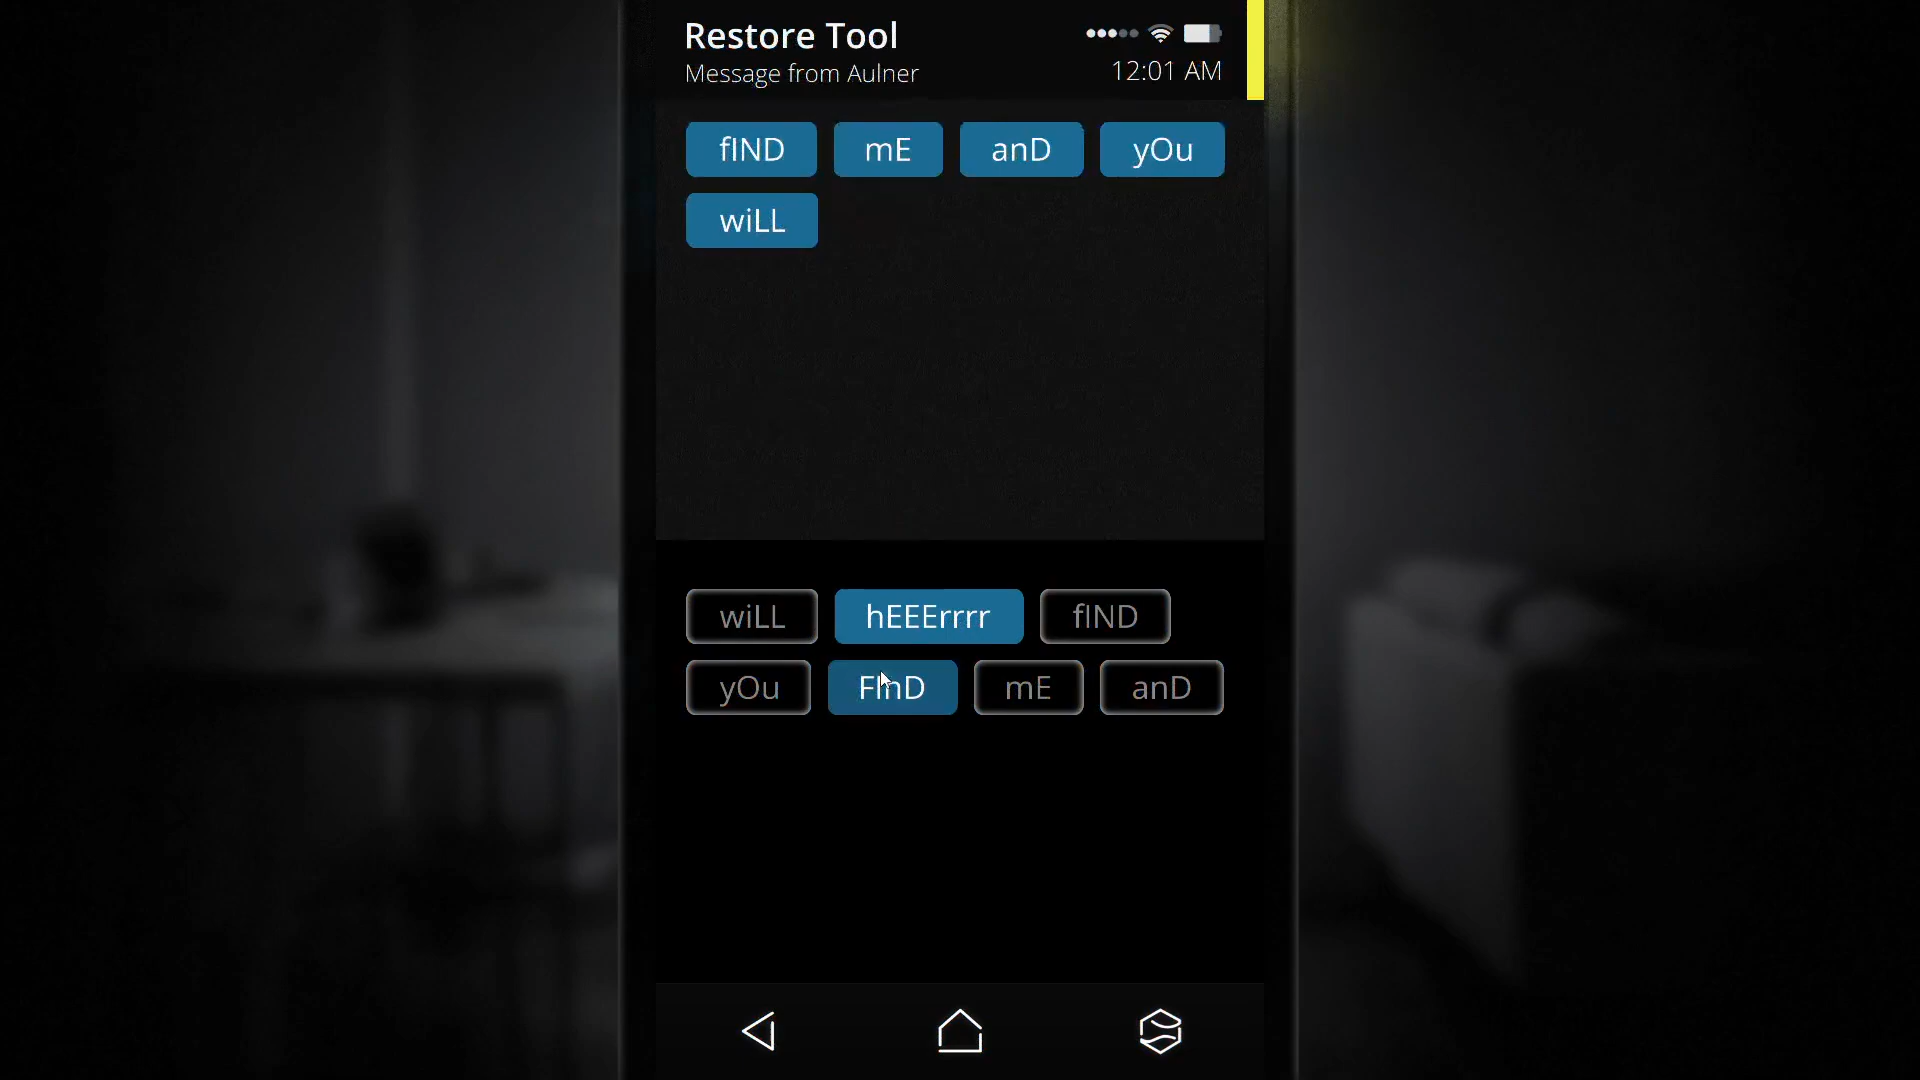 Restore Tool
Message from Aulner
12:01 AM
fIND mE anD yOu
wiLL
wiLL hEEErrrr fIND
yOu FInD mE anD